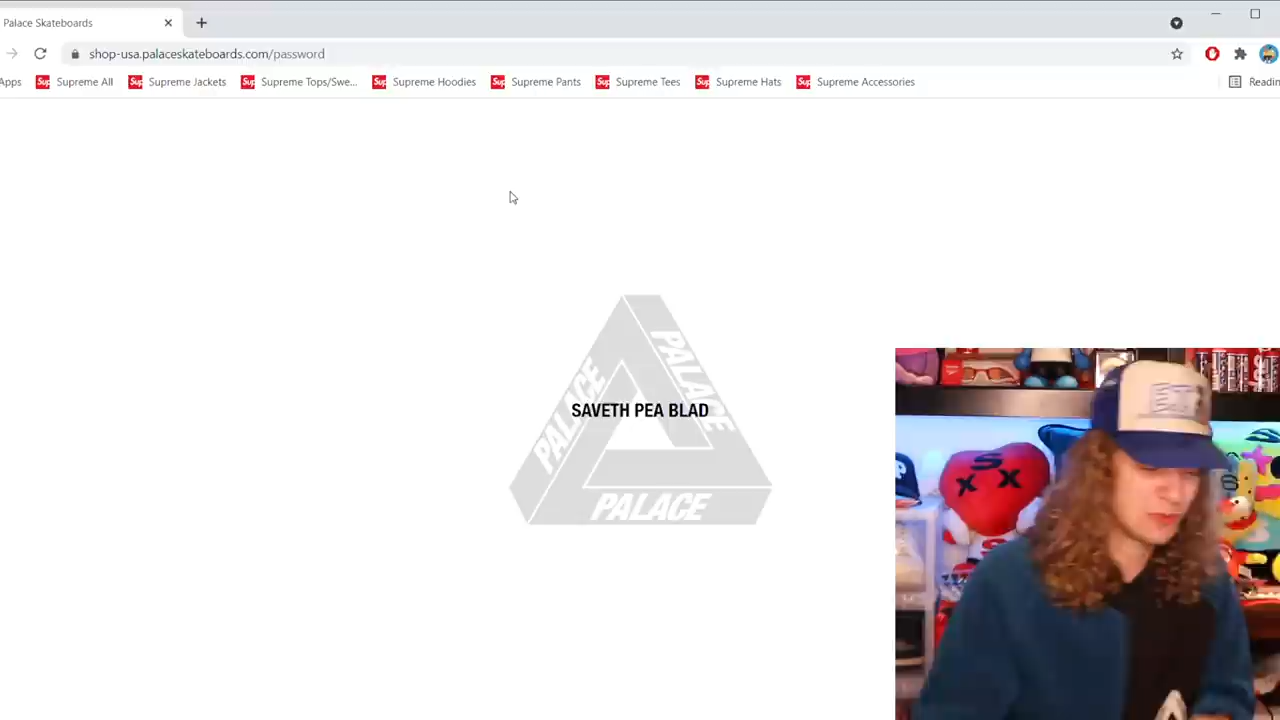 Palace Skateboards
shop-usa.palaceskateboards.com/password
Apps Supreme All Supreme Jackets Supreme Tops/Swe... Supreme Hoodies Supreme Pants Supreme Tees Supreme Hats Supreme Accessories Readin
PALACE
PALACE
SAVETH PEA BLAD
PALACE